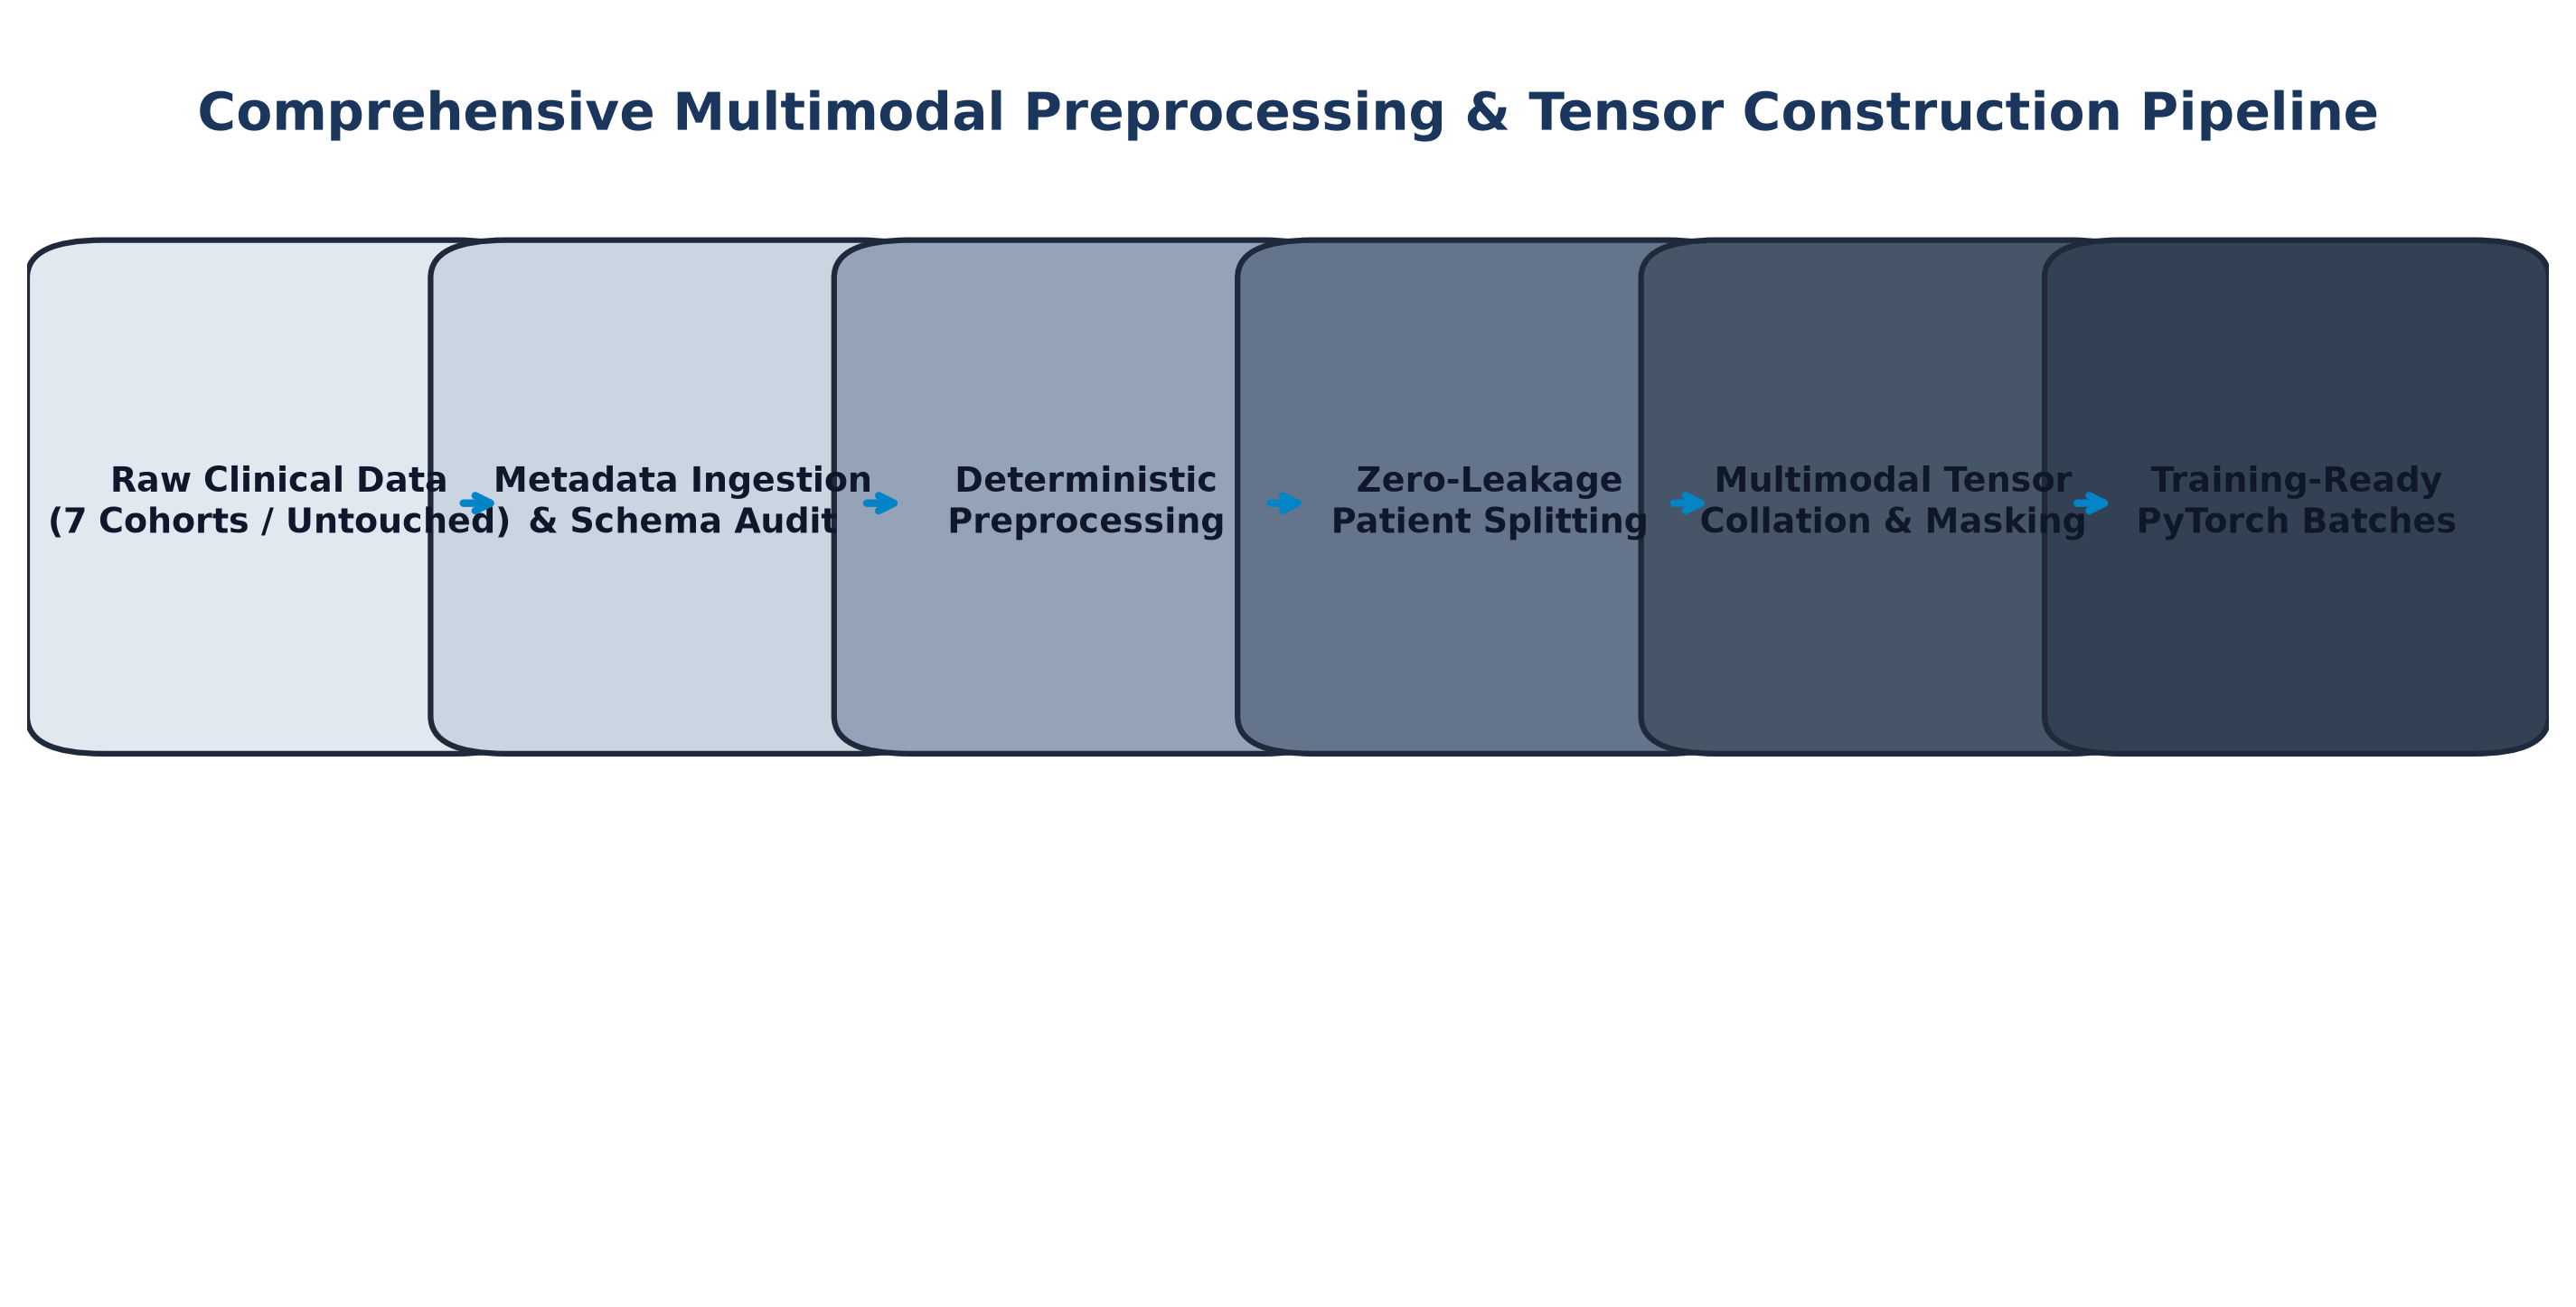 Comprehensive Multimodal Preprocessing & Tensor Construction Pipeline
Raw Clinical Data
(7 Cohorts / Untouched)
Metadata Ingestion
& Schema Audit
Deterministic
Preprocessing
Zero-Leakage
Patient Splitting
Multimodal Tensor
Collation & Masking
Training-Ready
PyTorch Batches